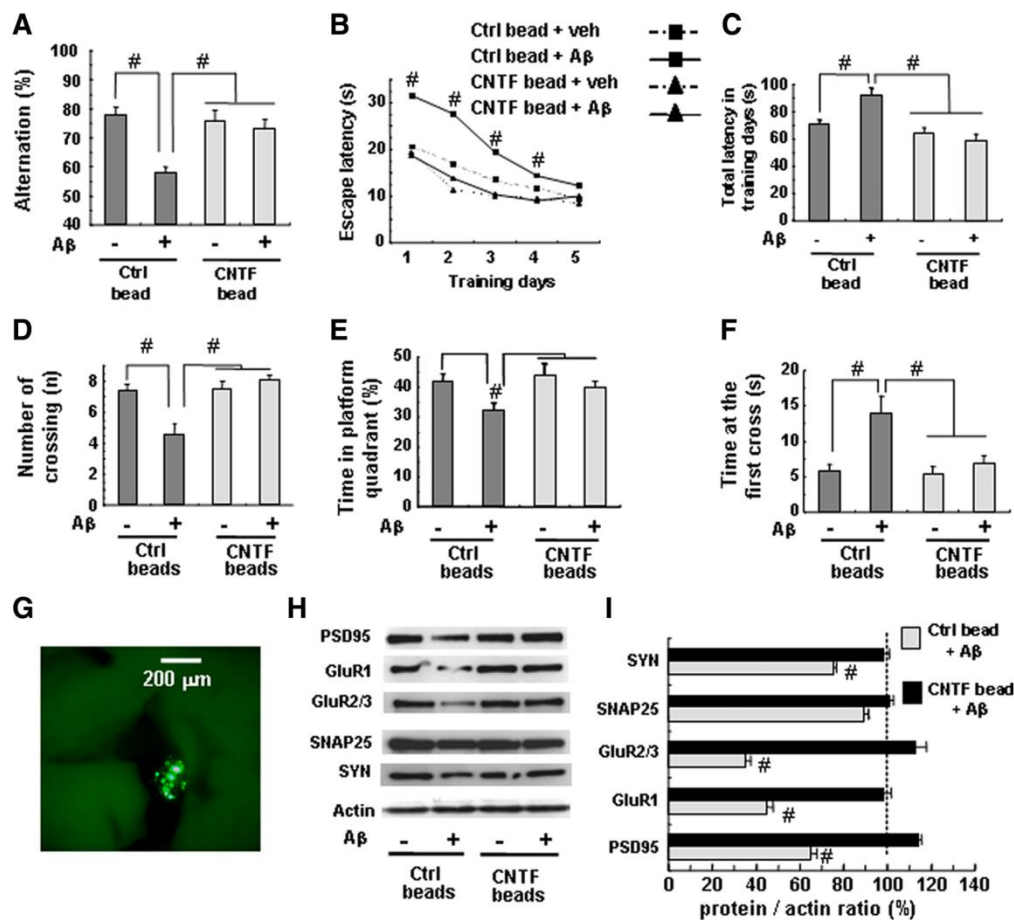 A
Alternation (%)
100
90
80
70
60
50
40
#
#
Aβ
- + - +
Ctrl
bead
CNTF
bead
B
Ctrl bead + veh
Ctrl bead + Aβ
CNTF bead + veh
CNTF bead + Aβ
Escape latency (s)
30
20
10
0
#
#
#
#
1 2 3 4 5
Training days
C
Total latency in
training days (s)
100
80
60
40
20
0
#
#
Aβ
- + - +
Ctrl
bead
CNTF
bead
D
Number of
crossing (n)
8
6
4
2
0
#
#
Aβ
- + - +
Ctrl
beads
CNTF
beads
E
Time in platform
quadrant (%)
50
40
30
20
10
0
#
Aβ
- + - +
Ctrl
beads
CNTF
beads
F
Time at the
first cross (s)
20
15
10
5
0
#
#
Aβ
- + - +
Ctrl
beads
CNTF
beads
G
200 µm
H
PSD95
GluR1
GluR2/3
SNAP25
SYN
Actin
Aβ
- + - +
Ctrl
beads
CNTF
beads
I
Ctrl bead
+ Aβ
CNTF bead
+ Aβ
SYN
SNAP25
GluR2/3
GluR1
PSD95
#
#
#
#
0 20 40 60 80 100 120 140
protein / actin ratio (%)